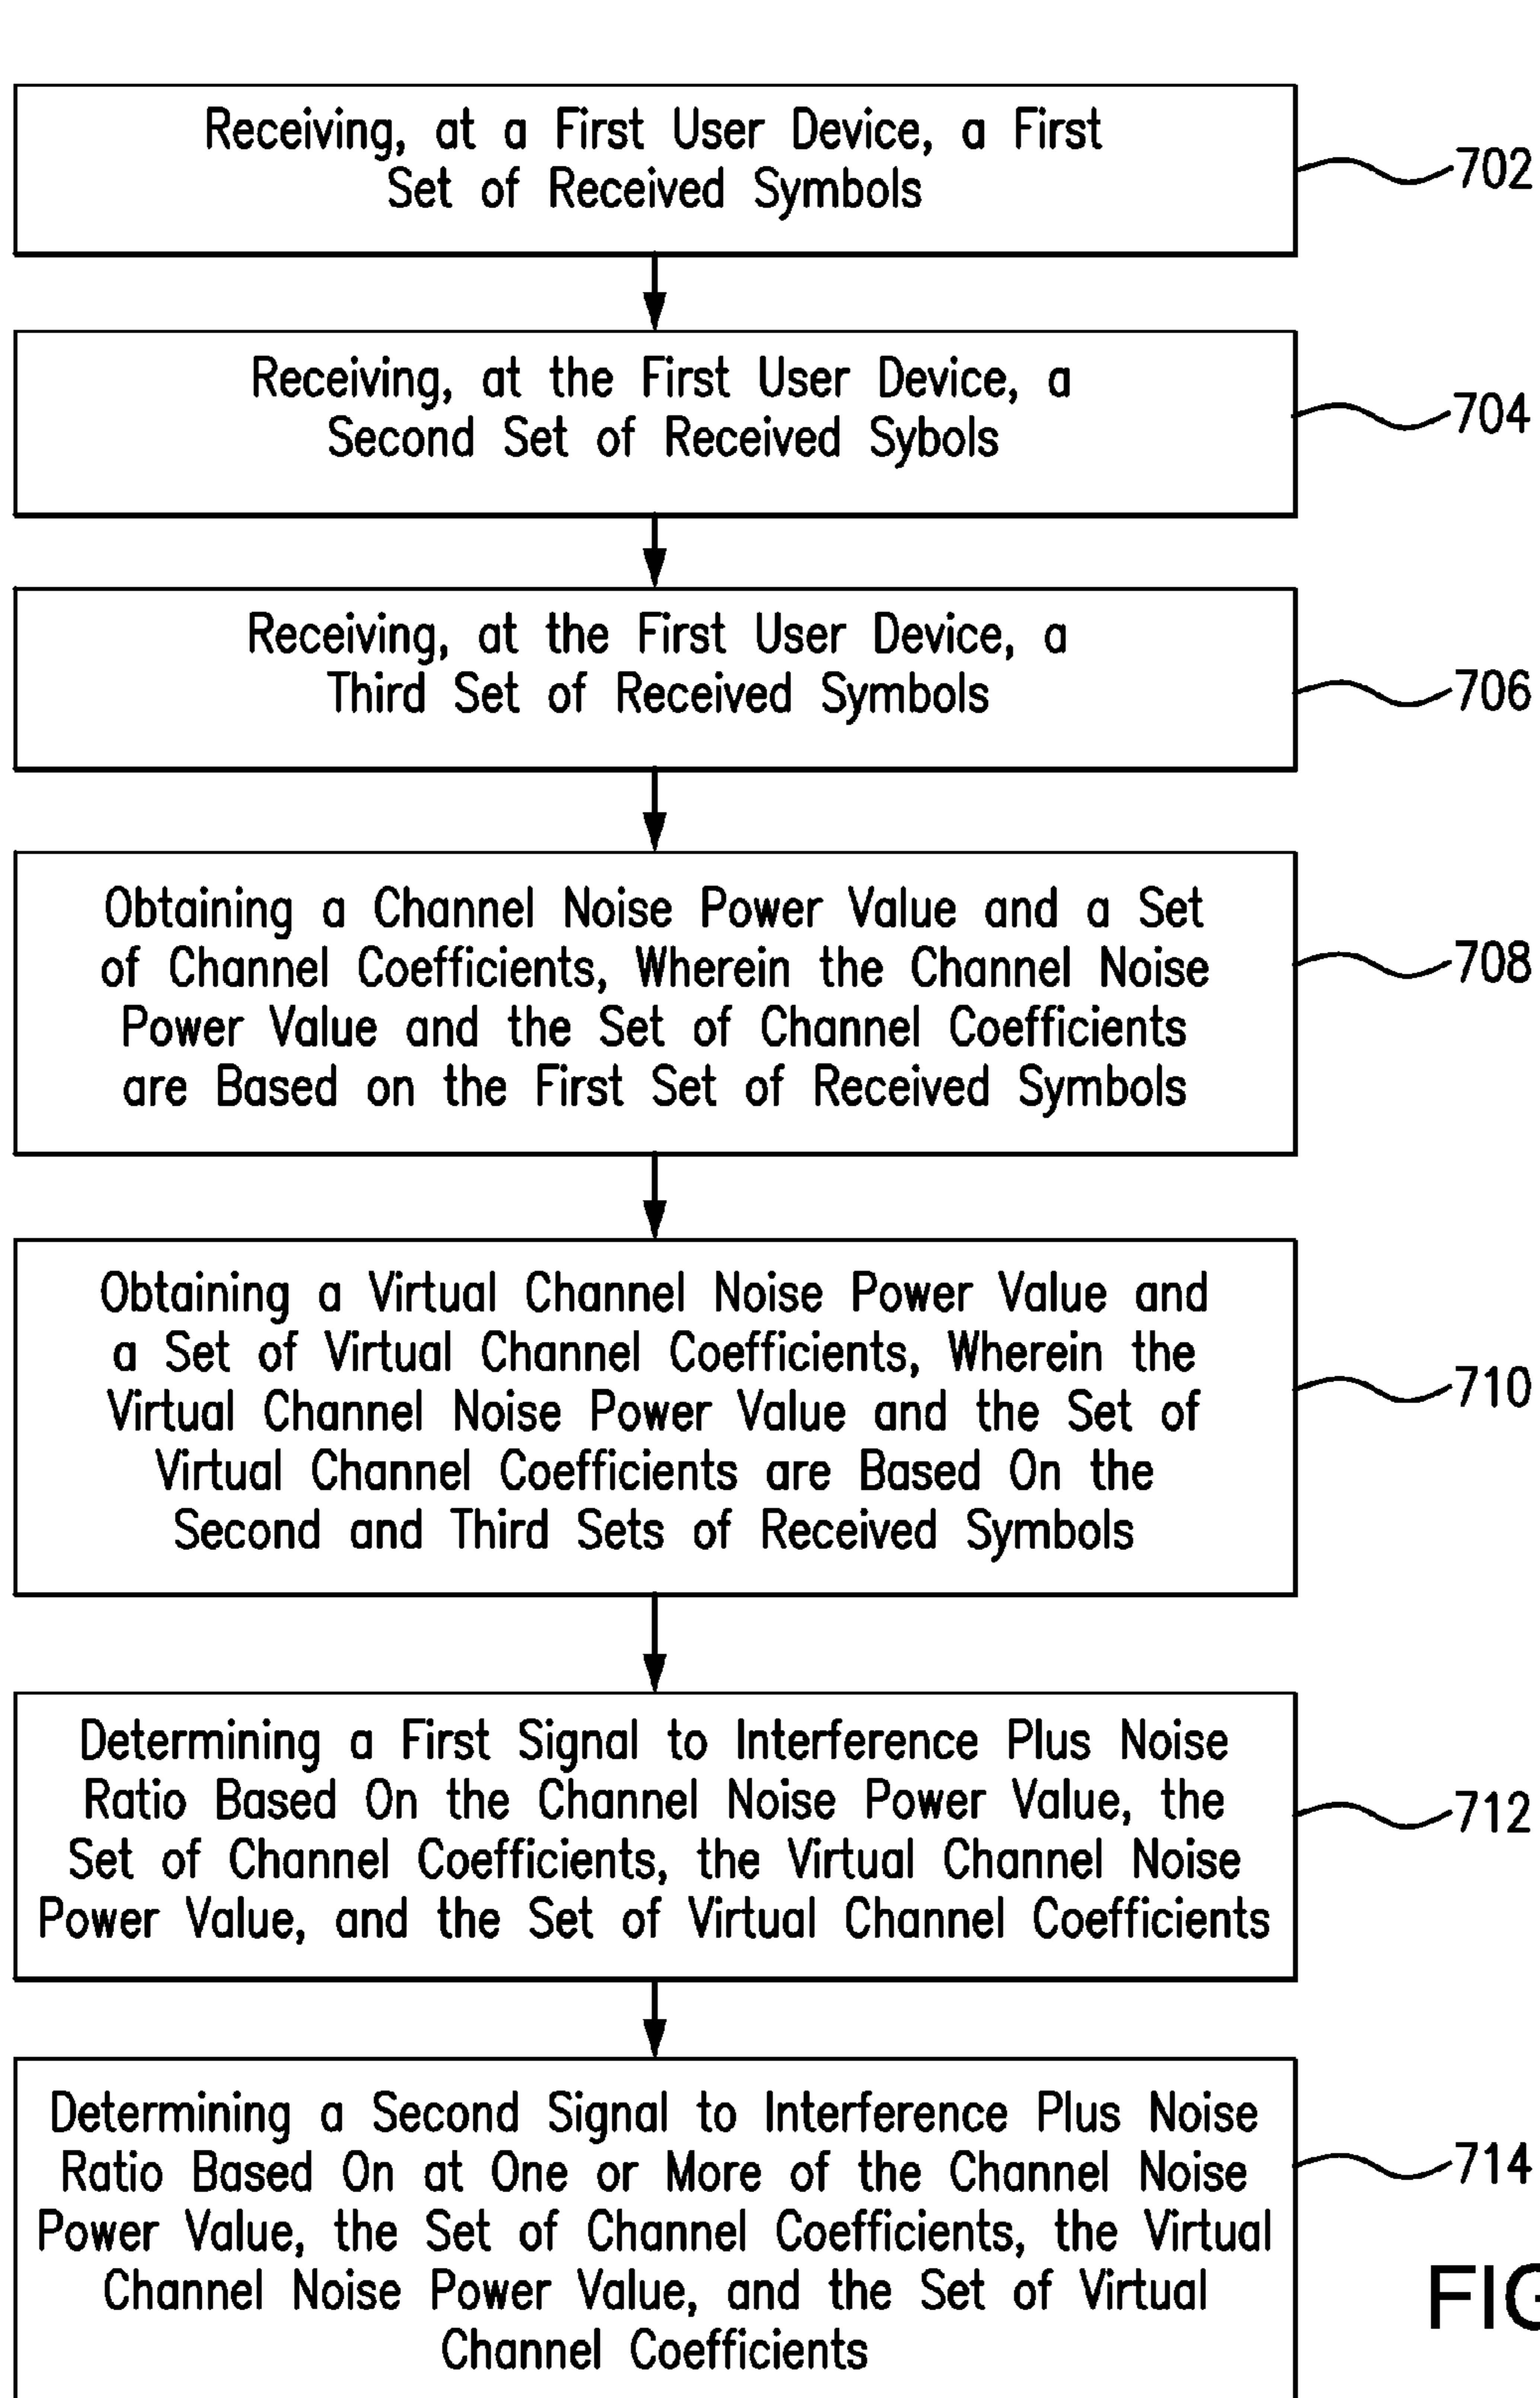 Receiving, at a First User Device, a First
Set of Received Symbols
702
Receiving, at the First User Device, a
Second Set of Received Sybols
704
Receiving, at the First User Device, a
Third Set of Received Symbols
706
Obtaining a Channel Noise Power Value and a Set
of Channel Coefficients, Wherein the Channel Noise
Power Value and the Set of Channel Coefficients
are Based on the First Set of Received Symbols
708
Obtaining a Virtual Channel Noise Power Value and
a Set of Virtual Channel Coefficients, Wherein the
Virtual Channel Noise Power Value and the Set of
Virtual Channel Coefficients are Based On the
Second and Third Sets of Received Symbols
710
Determining a First Signal to Interference Plus Noise
Ratio Based On the Channel Noise Power Value, the
Set of Channel Coefficients, the Virtual Channel Noise
Power Value, and the Set of Virtual Channel Coefficients
712
Determining a Second Signal to Interference Plus Noise
Ratio Based On at One or More of the Channel Noise
Power Value, the Set of Channel Coefficients, the Virtual
Channel Noise Power Value, and the Set of Virtual
Channel Coefficients
714
FIG